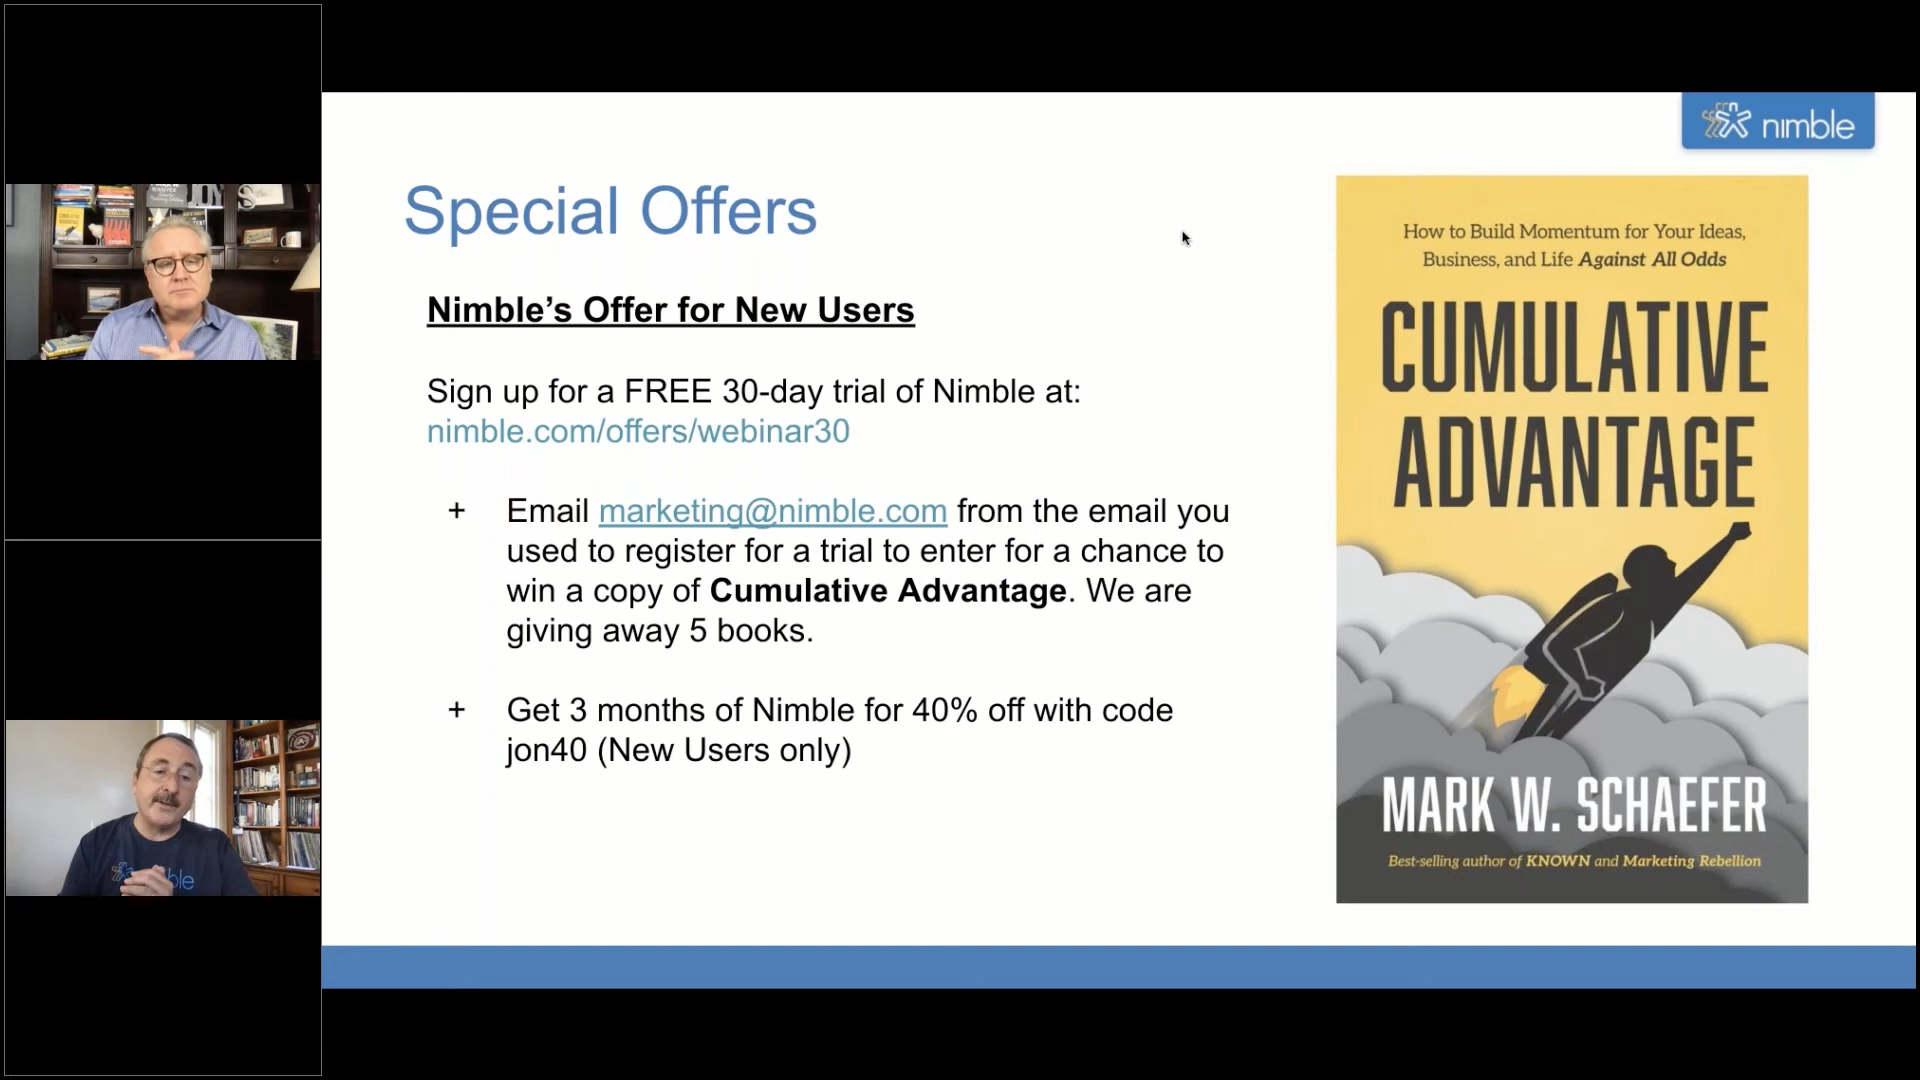 nimble
Special Offers
Nimble’s Offer for New Users
Sign up for a FREE 30-day trial of Nimble at:
nimble.com/offers/webinar30
+ Email marketing@nimble.com from the email you
used to register for a trial to enter for a chance to
win a copy of Cumulative Advantage. We are
giving away 5 books.
+ Get 3 months of Nimble for 40% off with code
jon40 (New Users only)
How to Build Momentum for Your Ideas,
Business, and Life Against All Odds
CUMULATIVE
ADVANTAGE
MARK W. SCHAEFER
Best-selling author of KNOWN and Marketing Rebellion